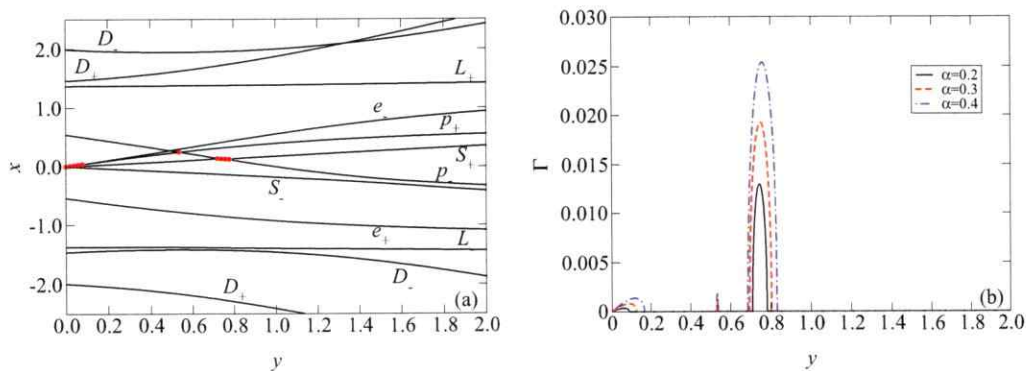 2.0
1.0
0.0
-1.0
-2.0
x
D-
D+
L+
e-
p+
S+
p-
S-
e+
L-
D-
D+
(a)
0.0 0.2 0.4 0.6 0.8 1.0 1.2 1.4 1.6 1.8 2.0
y
0.030
0.025
0.020
0.015
0.010
0.005
0
Γ
α=0.2
α=0.3
α=0.4
(b)
0 0.2 0.4 0.6 0.8 1.0 1.2 1.4 1.6 1.8 2.0
y